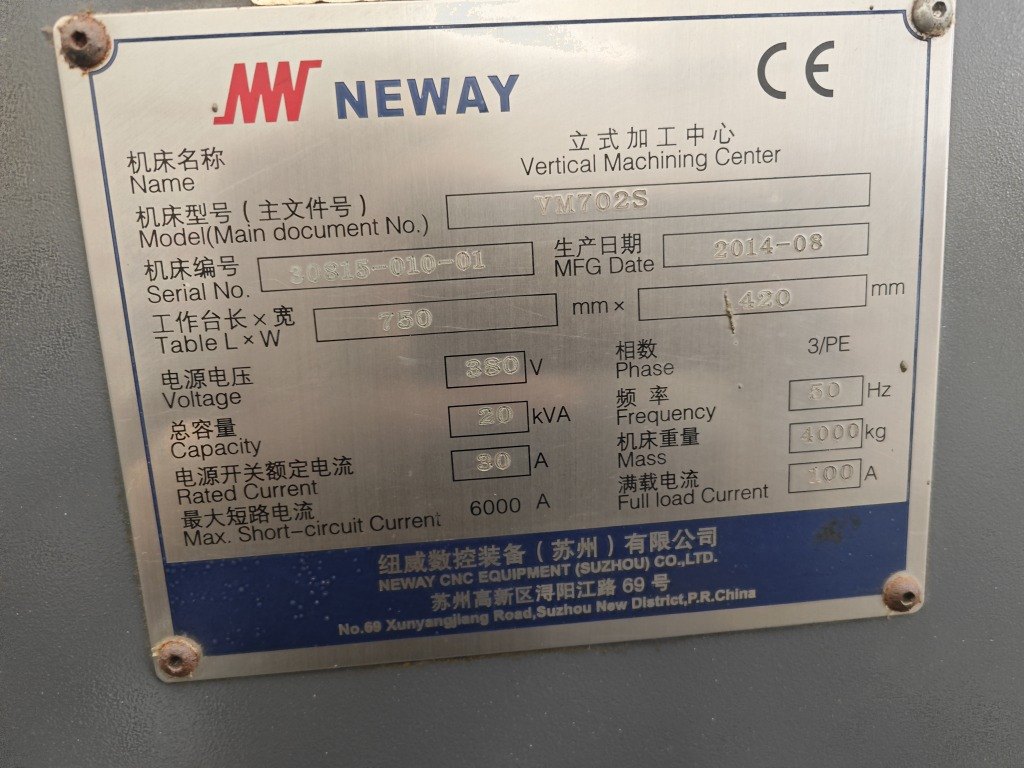 NEWAY CE
机床名称 立式加工中心
Name Vertical Machining Center
机床型号(主文件号) VM702S
Model(Main document No.)
机床编号 30815-010-01 生产日期 2014-08
Serial No. MFG Date
工作台长×宽 750 mm× 420 mm
Table L×W
电源电压 380 V 相数 3/PE
Voltage Phase
总容量 20 kVA 频率 50 Hz
Capacity Frequency
电源开关额定电流 30 A 机床重量 4000 kg
Rated Current Mass
最大短路电流 6000 A 满载电流 100 A
Max. Short-circuit Current Full load Current
纽威数控装备(苏州)有限公司
NEWAY CNC EQUIPMENT (SUZHOU) CO.,LTD.
苏州高新区浔阳江路 69 号
No.69 Xunyangjiang Road,Suzhou New District,P.R.China